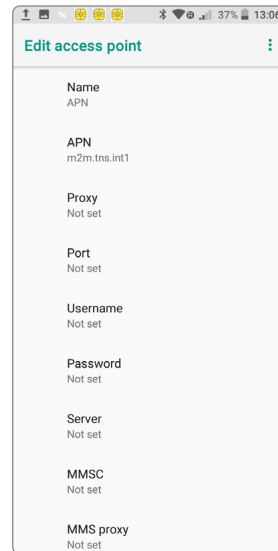 37% 13:06
Edit access point
Name
APN
APN
m2m.tns.int1
Proxy
Not set
Port
Not set
Username
Not set
Password
Not set
Server
Not set
MMSC
Not set
MMS proxy
Not set